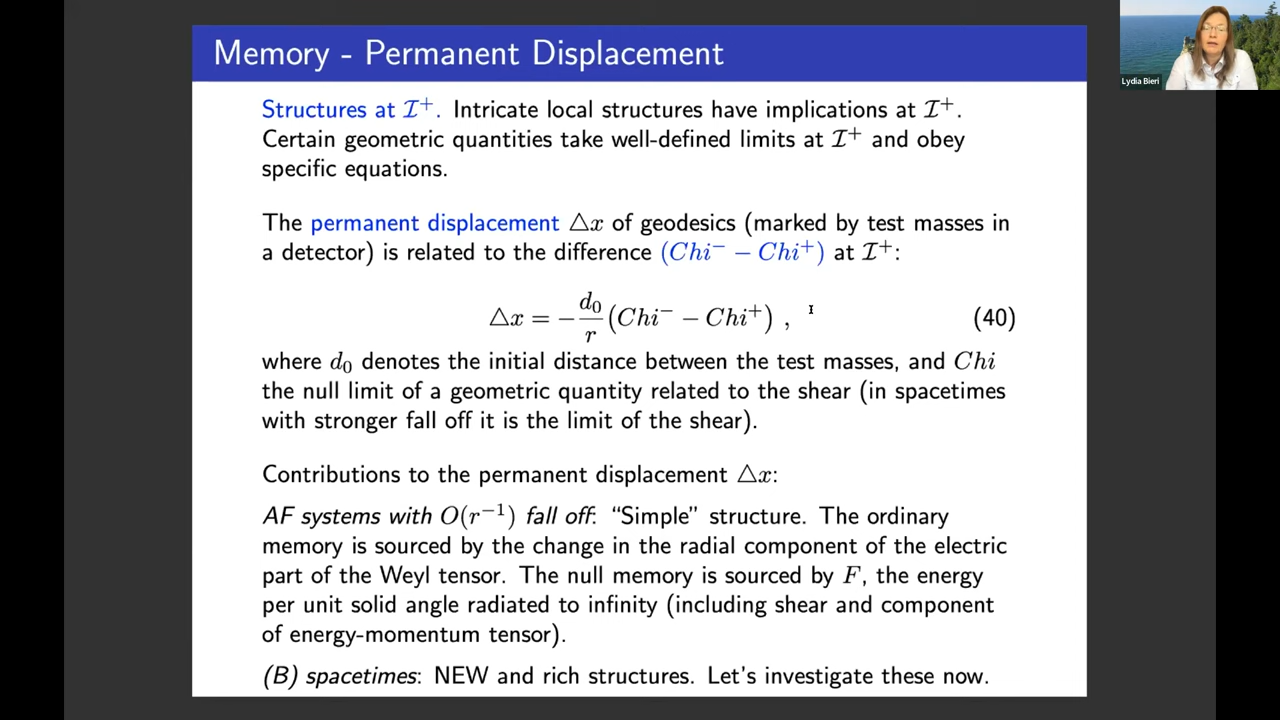 Memory - Permanent Displacement
Lydia Bieri
Structures at 𝓘⁺. Intricate local structures have implications at 𝓘⁺.
Certain geometric quantities take well-defined limits at 𝓘⁺ and obey
specific equations.
The permanent displacement △x of geodesics (marked by test masses in
a detector) is related to the difference (Chi⁻ − Chi⁺) at 𝓘⁺:
△x = −d₀/r (Chi⁻ − Chi⁺) , (40)
where d₀ denotes the initial distance between the test masses, and Chi
the null limit of a geometric quantity related to the shear (in spacetimes
with stronger fall off it is the limit of the shear).
Contributions to the permanent displacement △x:
AF systems with O(r⁻¹) fall off: “Simple” structure. The ordinary
memory is sourced by the change in the radial component of the electric
part of the Weyl tensor. The null memory is sourced by F, the energy
per unit solid angle radiated to infinity (including shear and component
of energy-momentum tensor).
(B) spacetimes: NEW and rich structures. Let’s investigate these now.